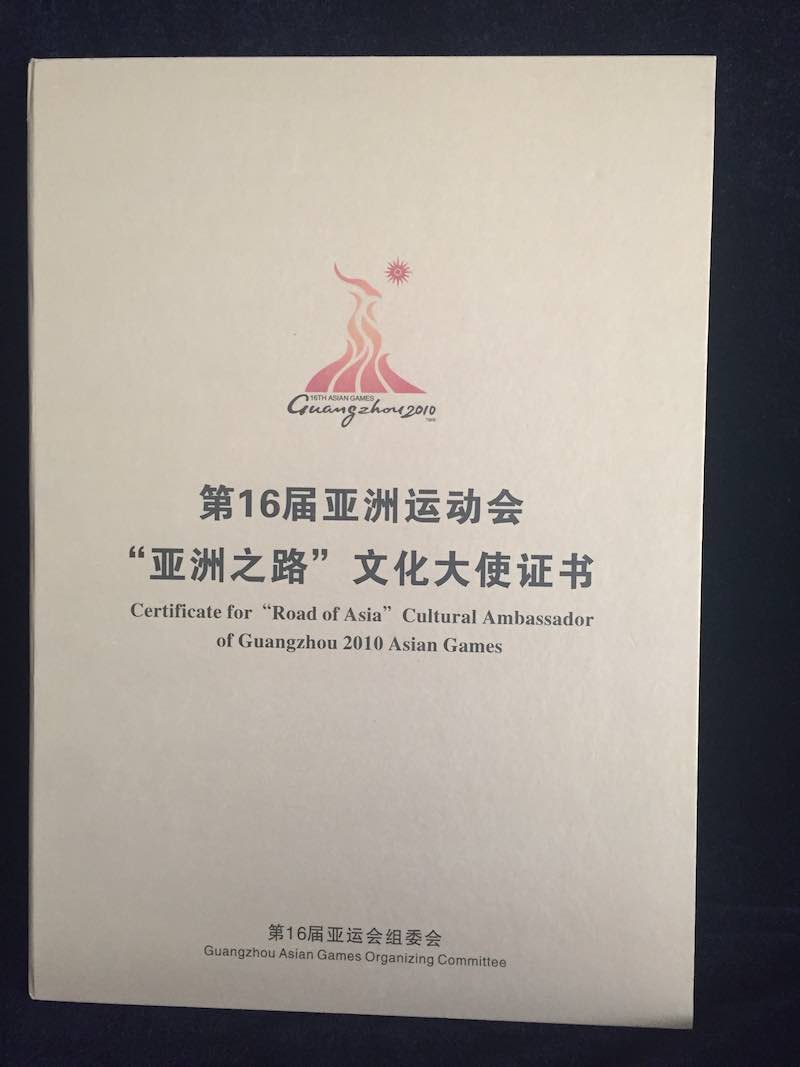 16TH ASIAN GAMES
Guangzhou 2010
第16届亚洲运动会
“亚洲之路”文化大使证书
Certificate for “Road of Asia” Cultural Ambassador
of Guangzhou 2010 Asian Games
第16届亚运会组委会
Guangzhou Asian Games Organizing Committee